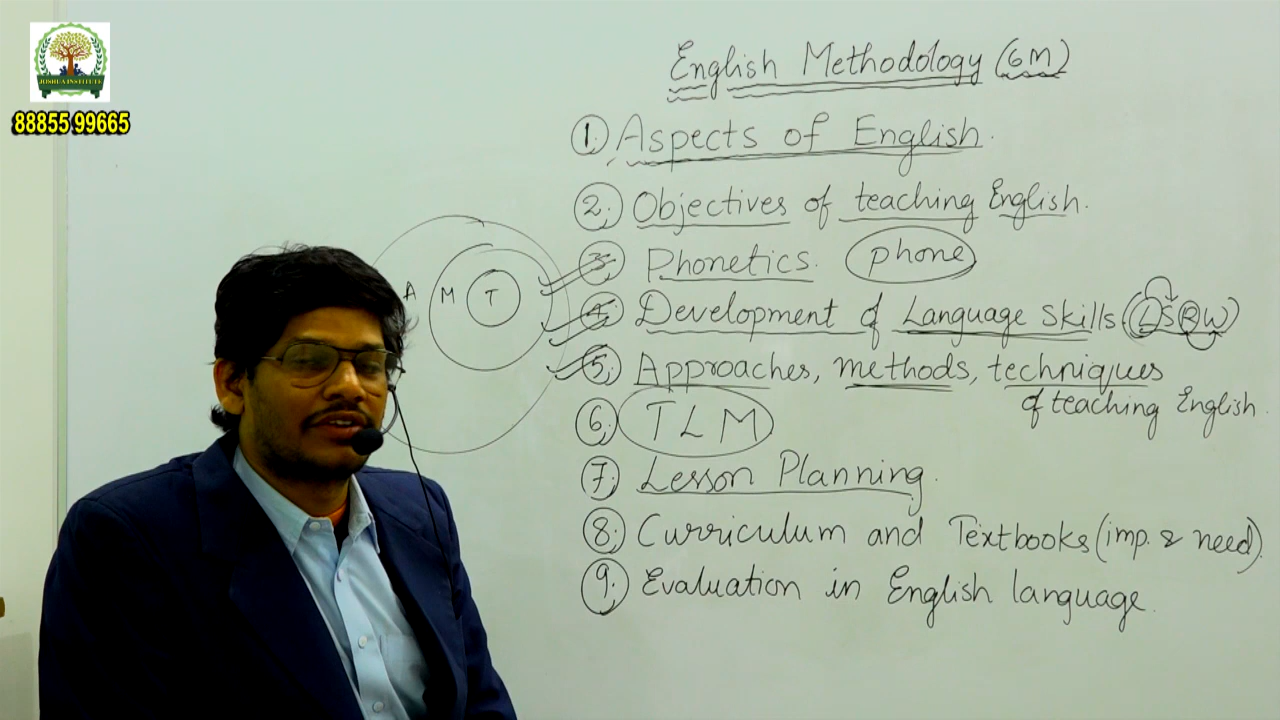 JOSHUA INSTITUTE
88855 99665
English Methodology (6M)
1. Aspects of English.
2. Objectives of teaching English.
3. Phonetics. phone
4. Development of Language skills (LSRW)
5. Approaches, methods, techniques
of teaching English.
6. TLM
7. Lesson Planning.
8. Curriculum and Textbooks (imp. & need).
9. Evaluation in English language.
A M T